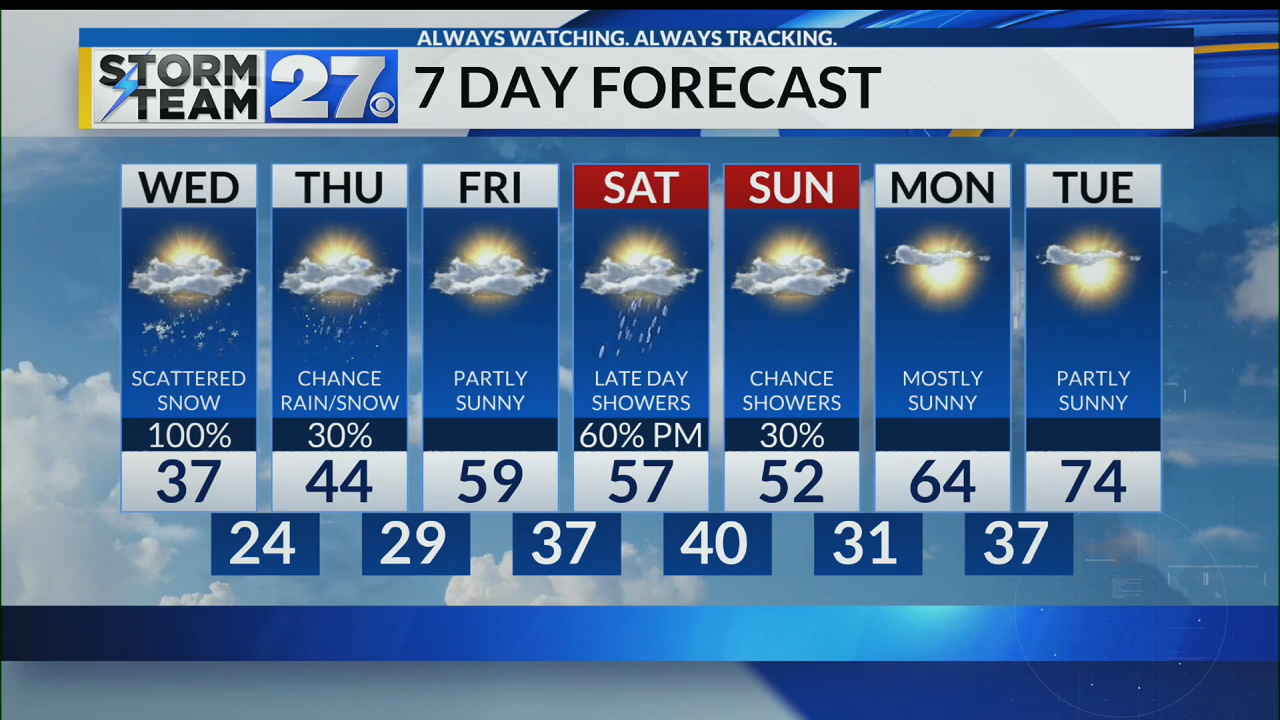 ALWAYS WATCHING. ALWAYS TRACKING.
STORM
TEAM
27
7 DAY FORECAST
WED
THU
FRI
SAT
SUN
MON
TUE
SCATTERED
SNOW
CHANCE
RAIN/SNOW
PARTLY
SUNNY
LATE DAY
SHOWERS
CHANCE
SHOWERS
MOSTLY
SUNNY
PARTLY
SUNNY
100%
30%
60% PM
30%
37
44
59
57
52
64
74
24
29
37
40
31
37